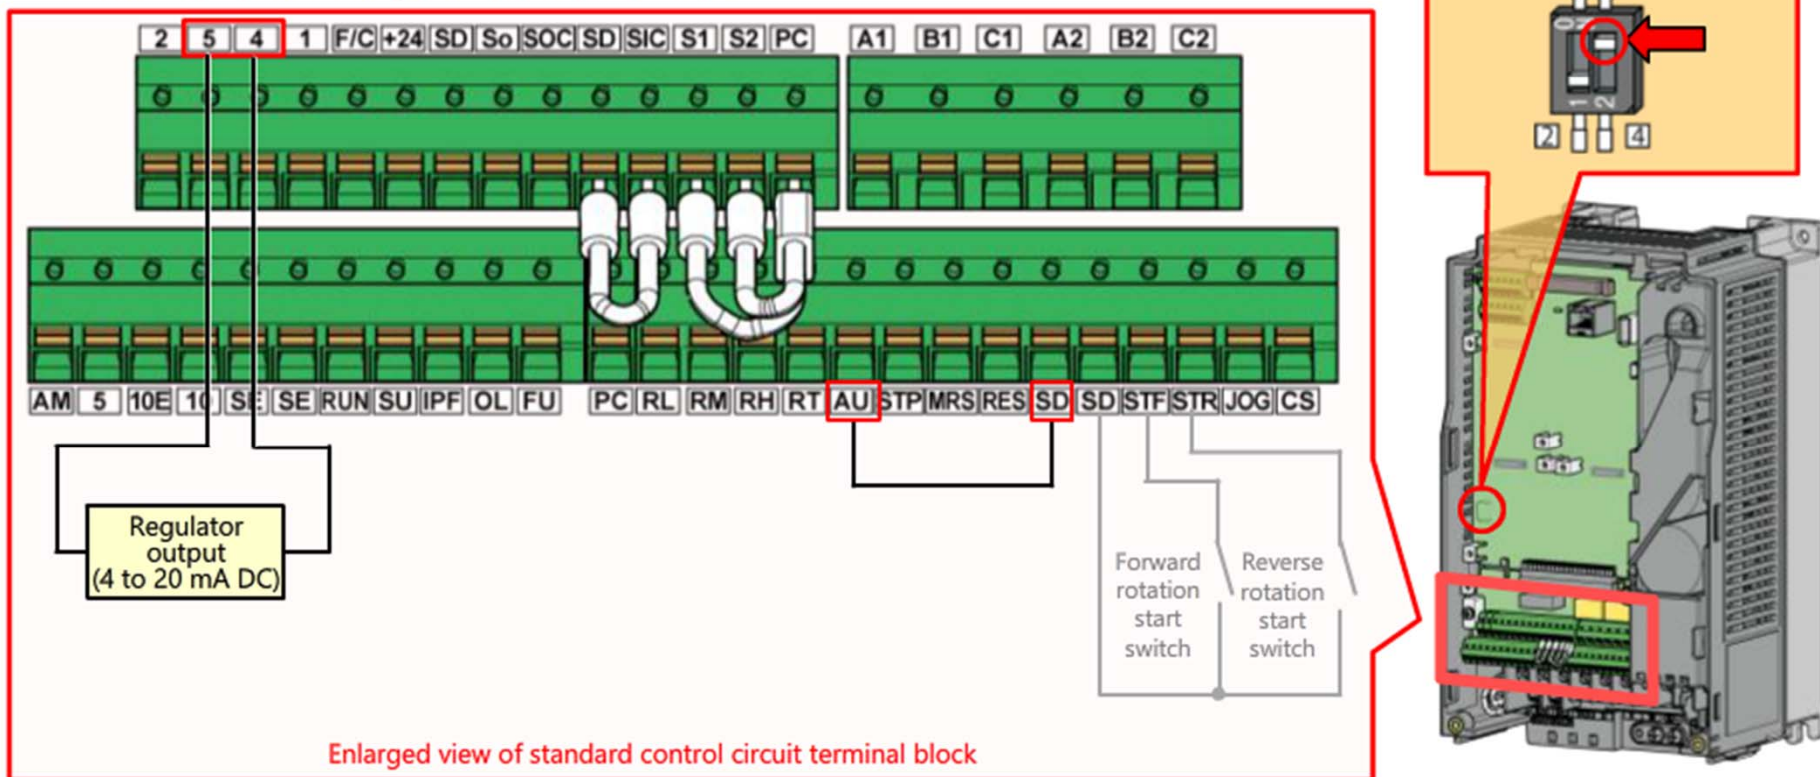 2 5 4 1 F/C +24 SD So SOC SD SIC S1 S2 PC A1 B1 C1 A2 B2 C2
1 2
2 4
AM 5 10E 10 SE SE RUN SU IPF OL FU PC RL RM RH RT AU STP MRS RES SD SD STF STR JOG CS
Regulator
output
(4 to 20 mA DC)
Forward
rotation
start
switch
Reverse
rotation
start
switch
Enlarged view of standard control circuit terminal block